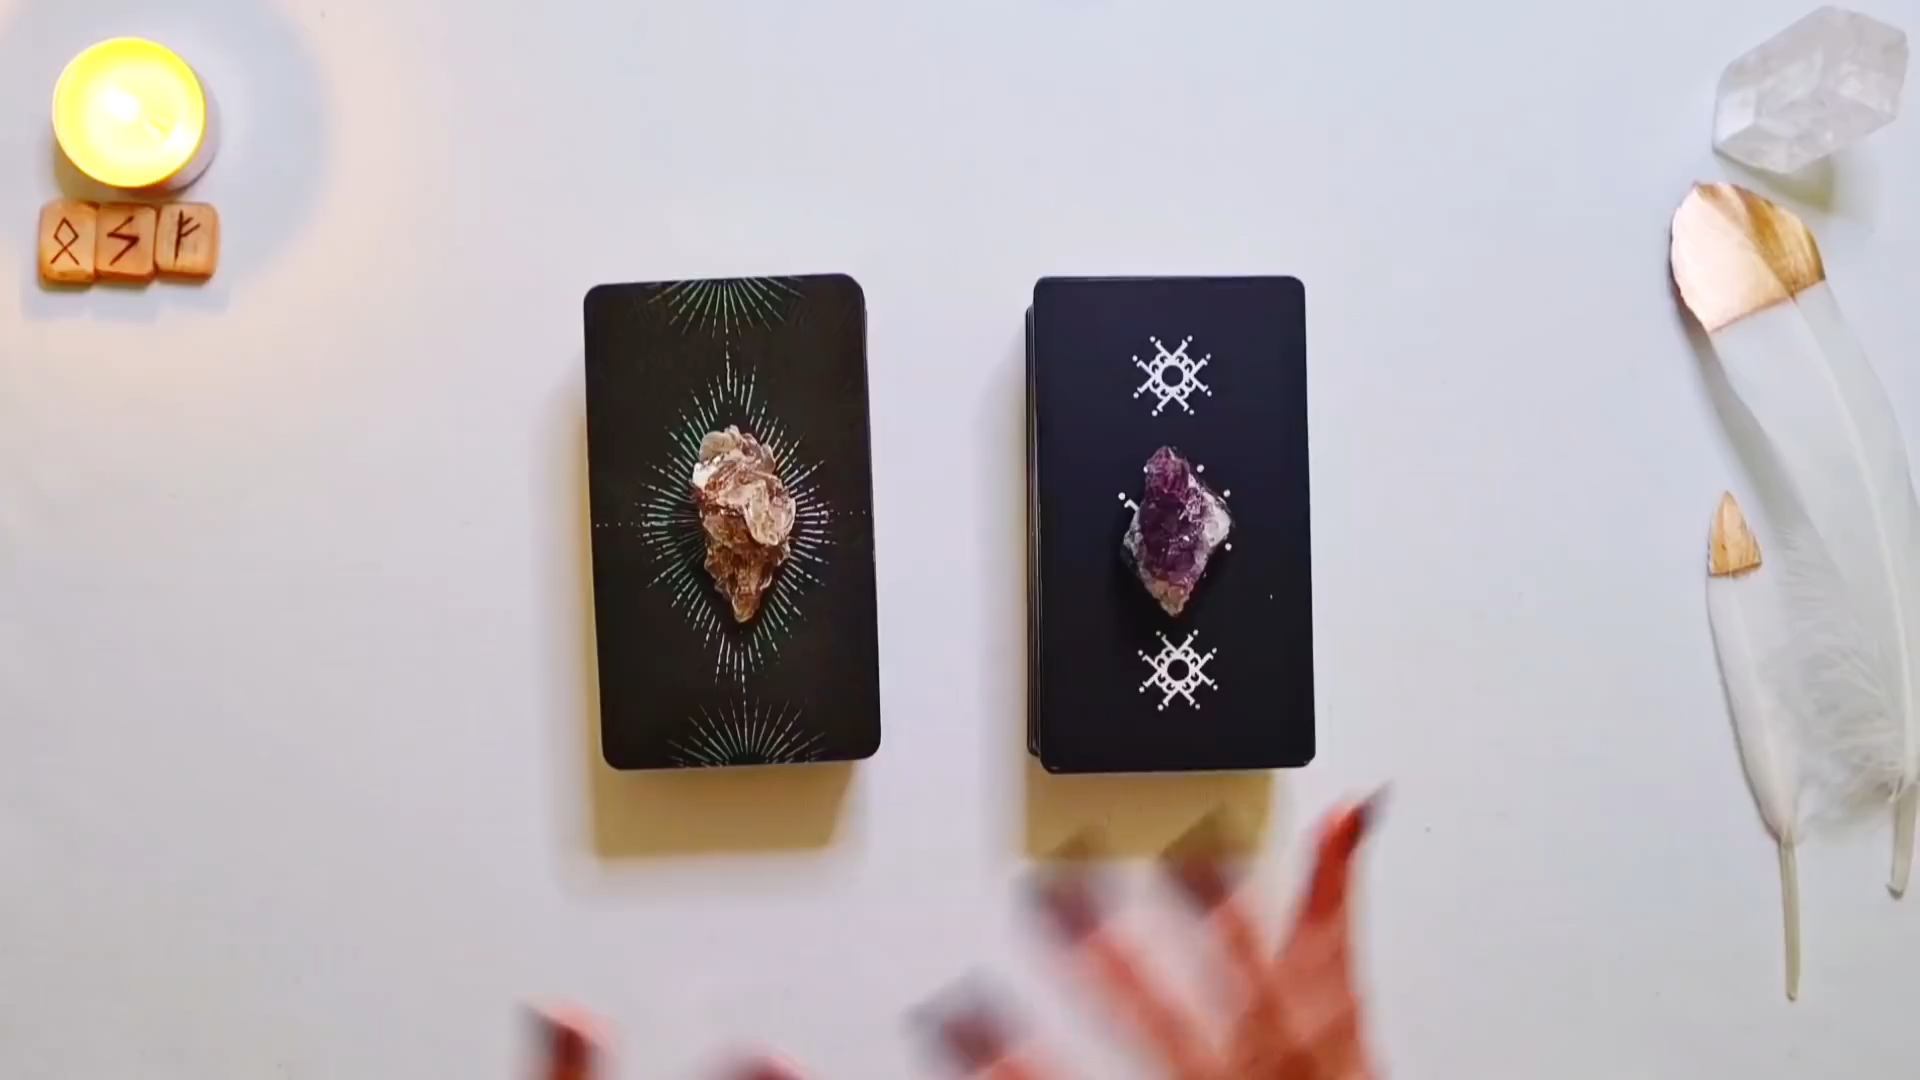 ᛟ ᛋ ᚠ